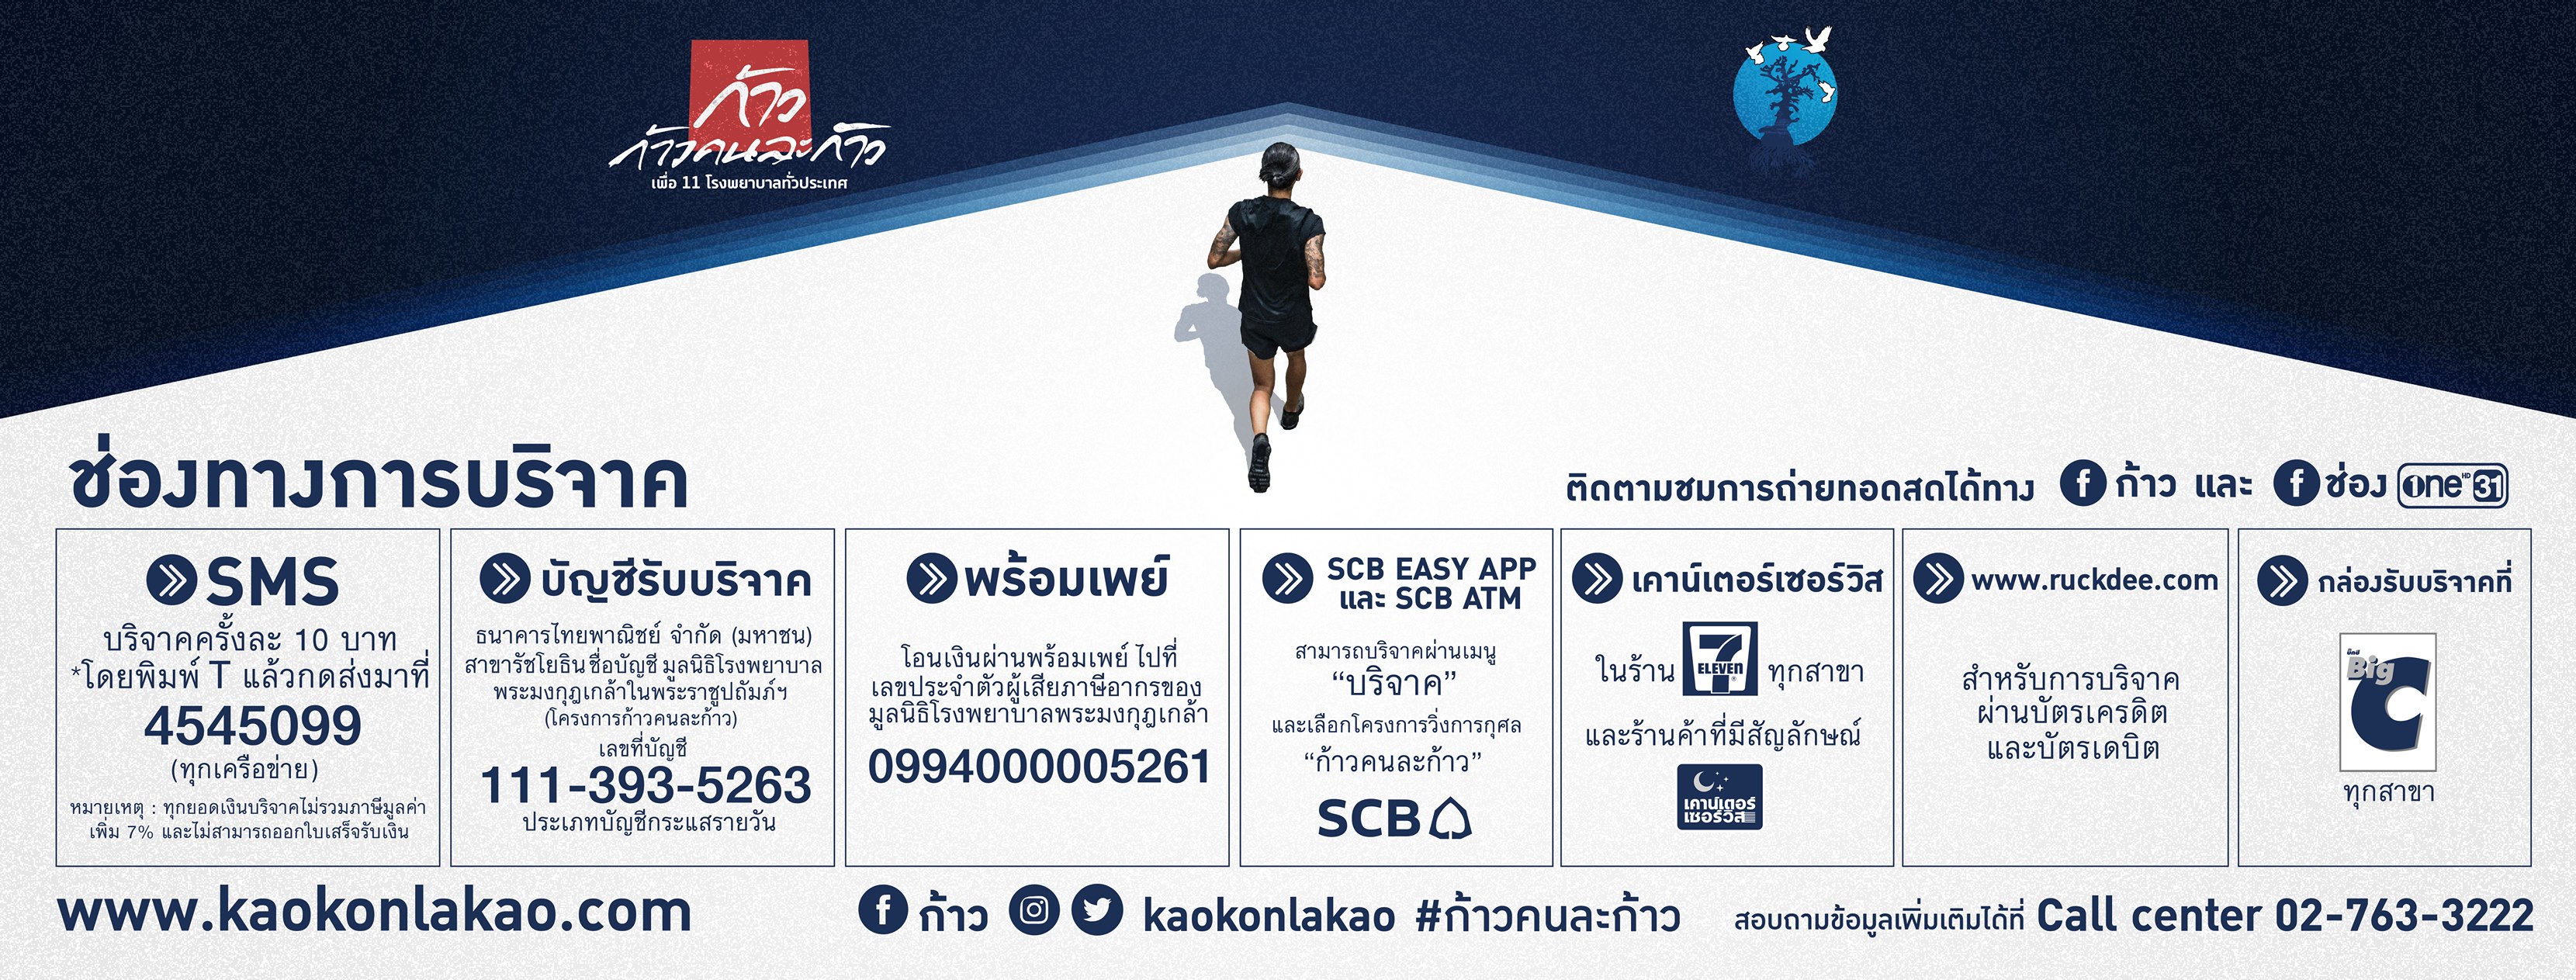 ก้าว
ก้าวคนละก้าว
เพื่อ 11 โรงพยาบาลทั่วประเทศ
ช่องทางการบริจาค
ติดตามชมการถ่ายทอดสดได้ทาง f ก้าว และ f ช่อง one HD 31
SMS
บริจาคครั้งละ 10 บาท
*โดยพิมพ์ T แล้วกดส่งมาที่
4545099
(ทุกเครือข่าย)
หมายเหตุ : ทุกยอดเงินบริจาคไม่รวมภาษีมูลค่า
เพิ่ม 7% และไม่สามารถออกใบเสร็จรับเงิน
บัญชีรับบริจาค
ธนาคารไทยพาณิชย์ จำกัด (มหาชน)
สาขารัชโยธิน ชื่อบัญชี มูลนิธิโรงพยาบาล
พระมงกุฎเกล้าในพระราชูปถัมภ์ฯ
(โครงการก้าวคนละก้าว)
เลขที่บัญชี
111-393-5263
ประเภทบัญชีกระแสรายวัน
พร้อมเพย์
โอนเงินผ่านพร้อมเพย์ ไปที่
เลขประจำตัวผู้เสียภาษีอากรของ
มูลนิธิโรงพยาบาลพระมงกุฎเกล้า
0994000005261
SCB EASY APP
และ SCB ATM
สามารถบริจาคผ่านเมนู
“บริจาค”
และเลือกโครงการวิ่งการกุศล
“ก้าวคนละก้าว”
SCB
เคาน์เตอร์เซอร์วิส
ในร้าน 7 ELEVEN ทุกสาขา
และร้านค้าที่มีสัญลักษณ์
เคาน์เตอร์
เซอร์วิส
www.ruckdee.com
สำหรับการบริจาค
ผ่านบัตรเครดิต
และบัตรเดบิต
กล่องรับบริจาคที่
บิ๊กซี
Big C
ทุกสาขา
www.kaokonlakao.com
f ก้าว kaokonlakao #ก้าวคนละก้าว
สอบถามข้อมูลเพิ่มเติมได้ที่ Call center 02-763-3222